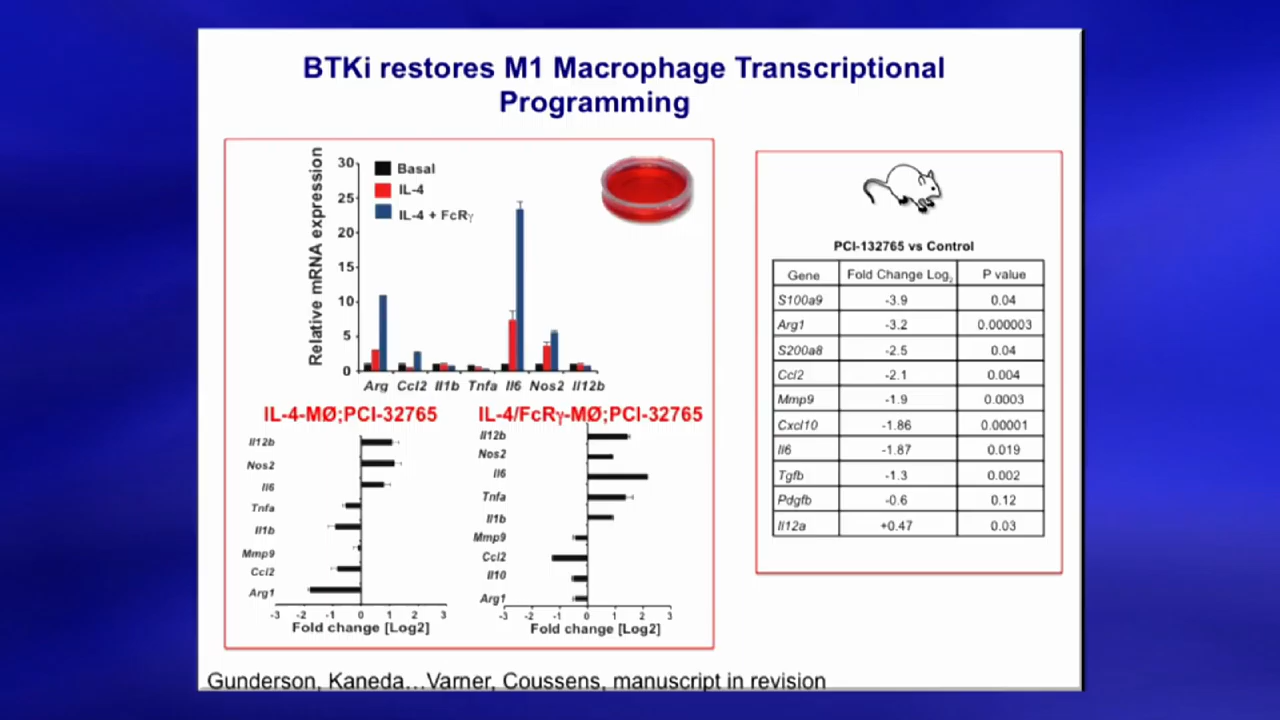 BTKi restores M1 Macrophage Transcriptional
Programming
Relative mRNA expression
30
25
20
15
10
5
0
Basal
IL-4
IL-4 + FcRγ
Arg Ccl2 Il1b Tnfa Il6 Nos2 Il12b
IL-4-MØ;PCI-32765
Il12b
Nos2
Il6
Tnfa
Il1b
Mmp9
Ccl2
Arg1
-3 -2 -1 0 1 2 3
Fold change [Log2]
IL-4/FcRγ-MØ;PCI-32765
Il12b
Nos2
Il6
Tnfa
Il1b
Mmp9
Ccl2
Il10
Arg1
-3 -2 -1 0 1 2 3
Fold change [Log2]
PCI-132765 vs Control
Gene Fold Change Log2 P value
S100a9 -3.9 0.04
Arg1 -3.2 0.000003
S200a8 -2.5 0.04
Ccl2 -2.1 0.004
Mmp9 -1.9 0.0003
Cxcl10 -1.86 0.00001
Il6 -1.87 0.019
Tgfb -1.3 0.002
Pdgfb -0.6 0.12
Il12a +0.47 0.03
Gunderson, Kaneda…Varner, Coussens, manuscript in revision